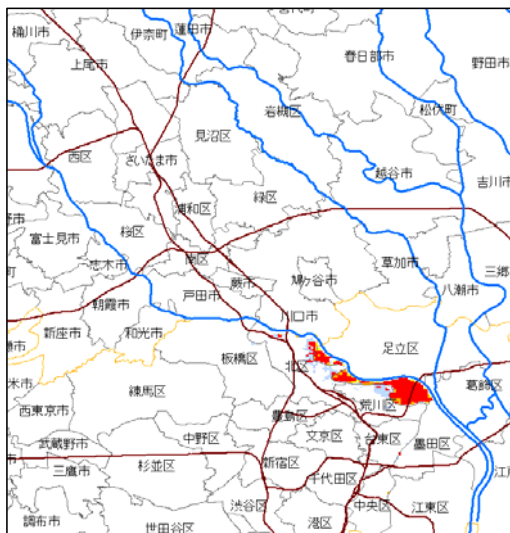 桶川市
伊奈町
蓮田市
上尾市
春日部市
野田市
松伏町
岩槻区
見沼区
西区
さいたま市
越谷市
吉川市
緑区
浦和区
桜区
富士見市
南区
志木市
草加市
三郷
蕨市
鳩ヶ谷市
八潮市
戸田市
朝霞市
川口市
新座市
和光市
足立区
板橋区
北区
葛飾区
練馬区
西東京市
荒川区
豊島区
文京区
台東区
墨田区
武蔵野市
中野区
三鷹市
杉並区
新宿区
千代田区
江戸
渋谷区
中央区
江東区
調布市
世田谷区
港区